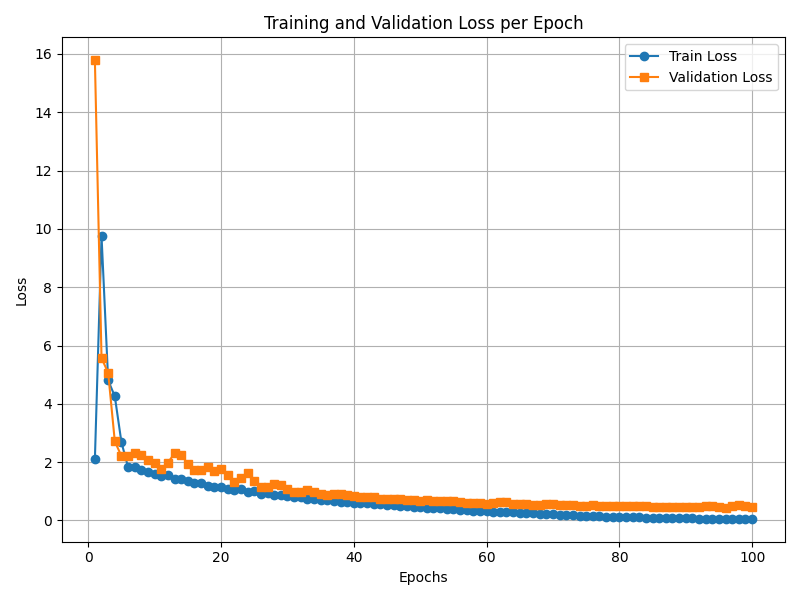 Training and Validation Loss per Epoch
Train Loss
Validation Loss
16
14
12
10
8
6
4
2
0
Loss
0 20 40 60 80 100
Epochs